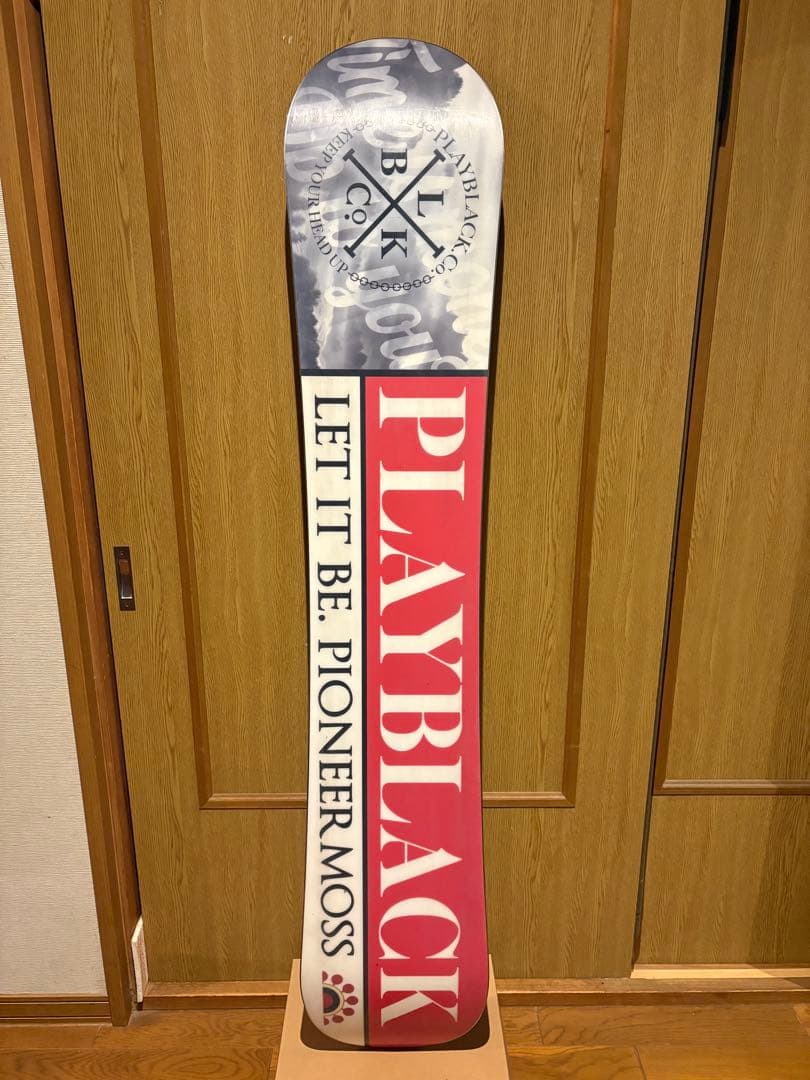 PLAYBLACK.Co.
KEEP YOUR HEAD UP
B
L
K
Co
PLAYBLACK
LET IT BE. PIONEER MOSS